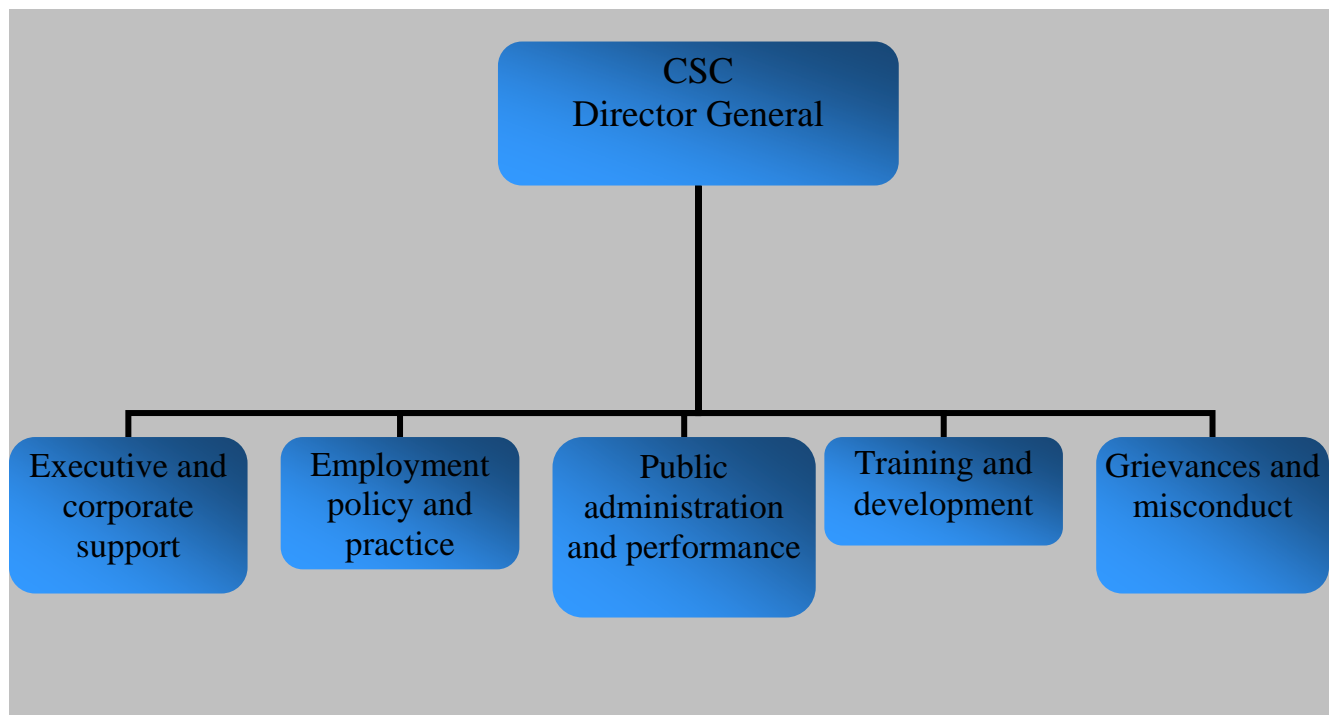 CSC
Director General
Executive and
corporate
support
Employment
policy and
practice
Public
administration
and performance
Training and
development
Grievances and
misconduct